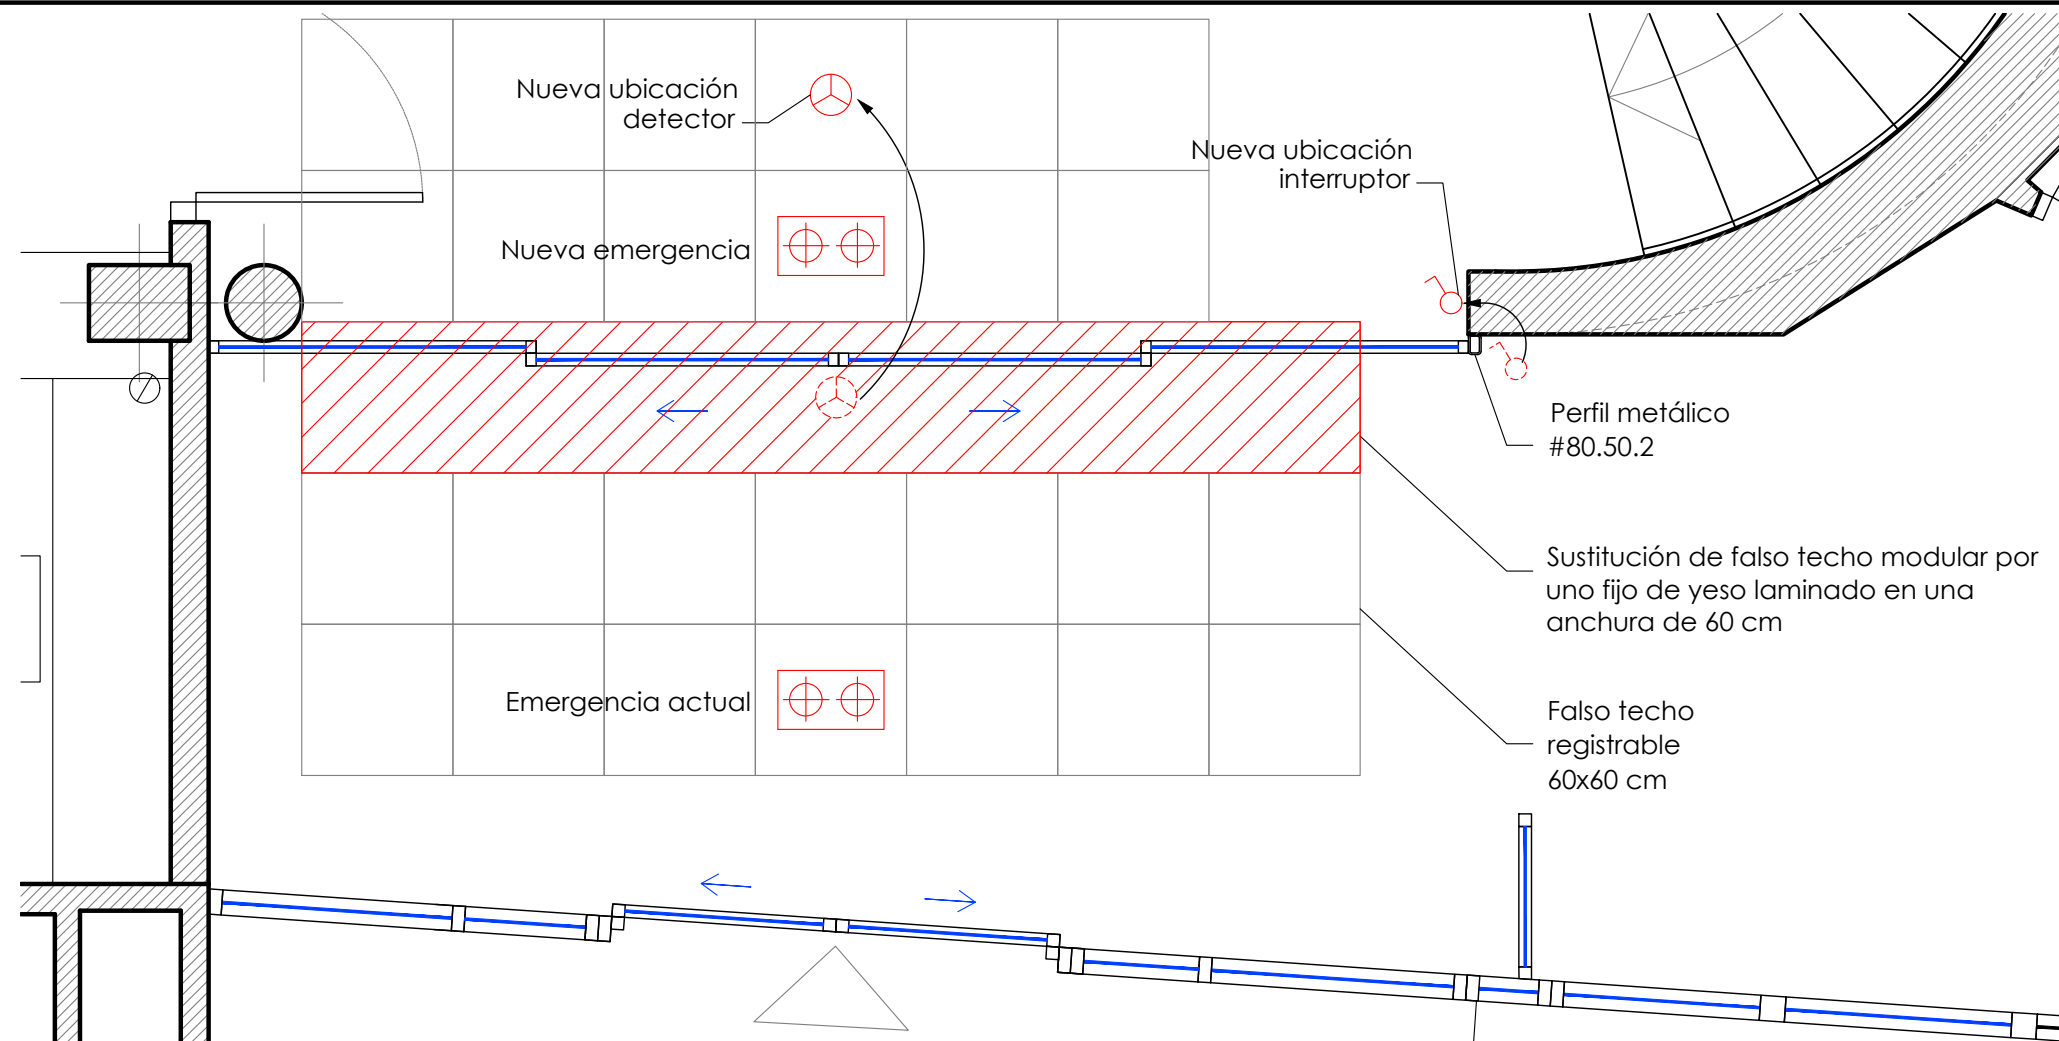 Nueva ubicación
detector
Nueva ubicación
interruptor
Nueva emergencia
Perfil metálico
#80.50.2
Sustitución de falso techo modular por
uno fijo de yeso laminado en una
anchura de 60 cm
Emergencia actual
Falso techo
registrable
60x60 cm